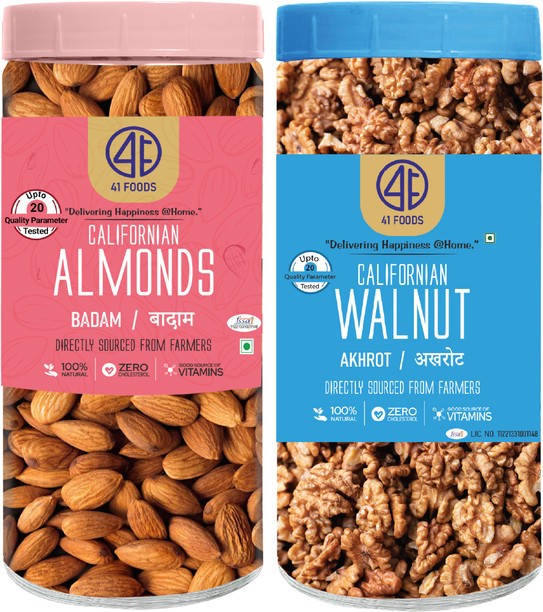 41 FOODS
Upto
20
Quality Parameter
Tested
"Delivering Happiness @Home."
CALIFORNIAN
ALMONDS
BADAM / बादाम
fssai
DIRECTLY SOURCED FROM FARMERS
100% NATURAL
ZERO CHOLESTEROL
GOOD SOURCE OF VITAMINS
41 FOODS
"Delivering Happiness @Home."
Upto
20
Quality Parameter
Tested
CALIFORNIAN
WALNUT
AKHROT / अखरोट
DIRECTLY SOURCED FROM FARMERS
100% NATURAL
ZERO CHOLESTEROL
GOOD SOURCE OF VITAMINS
fssai LIC. NO.